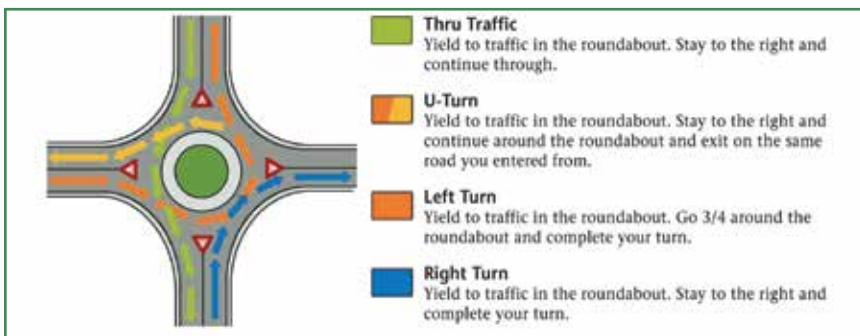 Thru Traffic
Yield to traffic in the roundabout. Stay to the right and
continue through.
U-Turn
Yield to traffic in the roundabout. Stay to the right and
continue around the roundabout and exit on the same
road you entered from.
Left Turn
Yield to traffic in the roundabout. Go 3/4 around the
roundabout and complete your turn.
Right Turn
Yield to traffic in the roundabout. Stay to the right and
complete your turn.